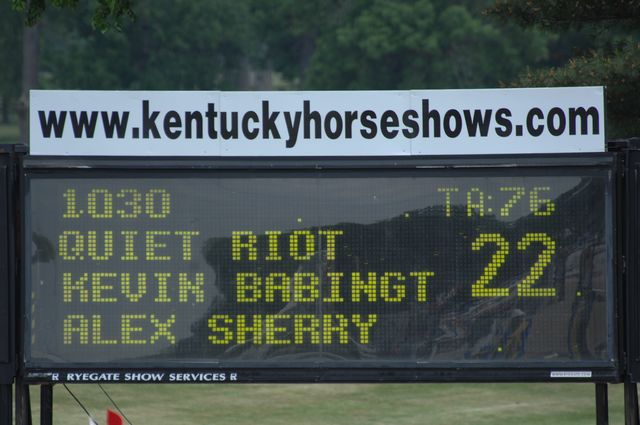 www.kentuckyhorseshows.com
1030 TA:76
QUIET RIOT 22
KEVIN BABINGT
ALEX SHERRY
R RYEGATE SHOW SERVICES R